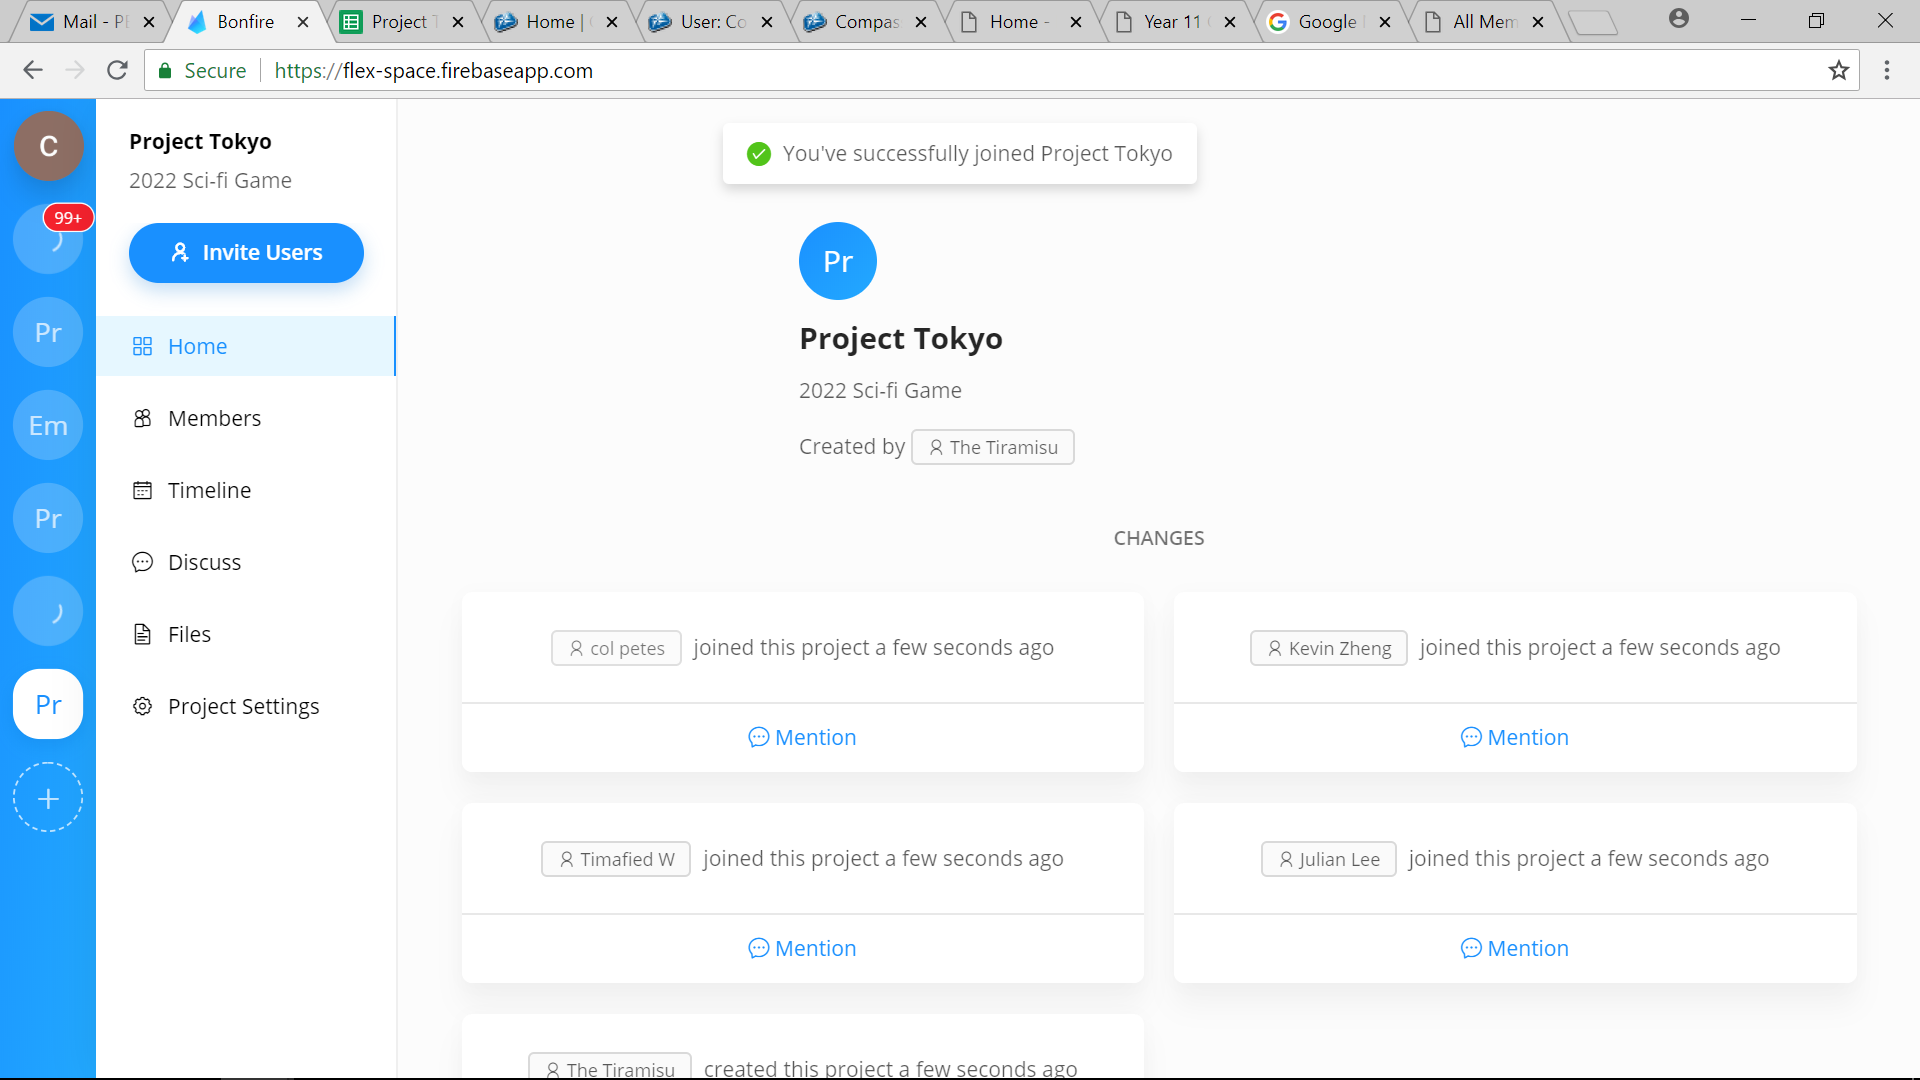 Mail - P
Bonfire
Project T
Home |
User: Co
Compas
Home -
Year 11
Google
All Mem
Secure
https://flex-space.firebaseapp.com
C
99+
Pr
Em
Pr
Pr
Project Tokyo
2022 Sci-fi Game
Invite Users
Home
Members
Timeline
Discuss
Files
Project Settings
You've successfully joined Project Tokyo
Pr
Project Tokyo
2022 Sci-fi Game
Created by The Tiramisu
CHANGES
col petes joined this project a few seconds ago
Mention
Kevin Zheng joined this project a few seconds ago
Mention
Timafied W joined this project a few seconds ago
Mention
Julian Lee joined this project a few seconds ago
Mention
The Tiramisu created this project a few seconds ago